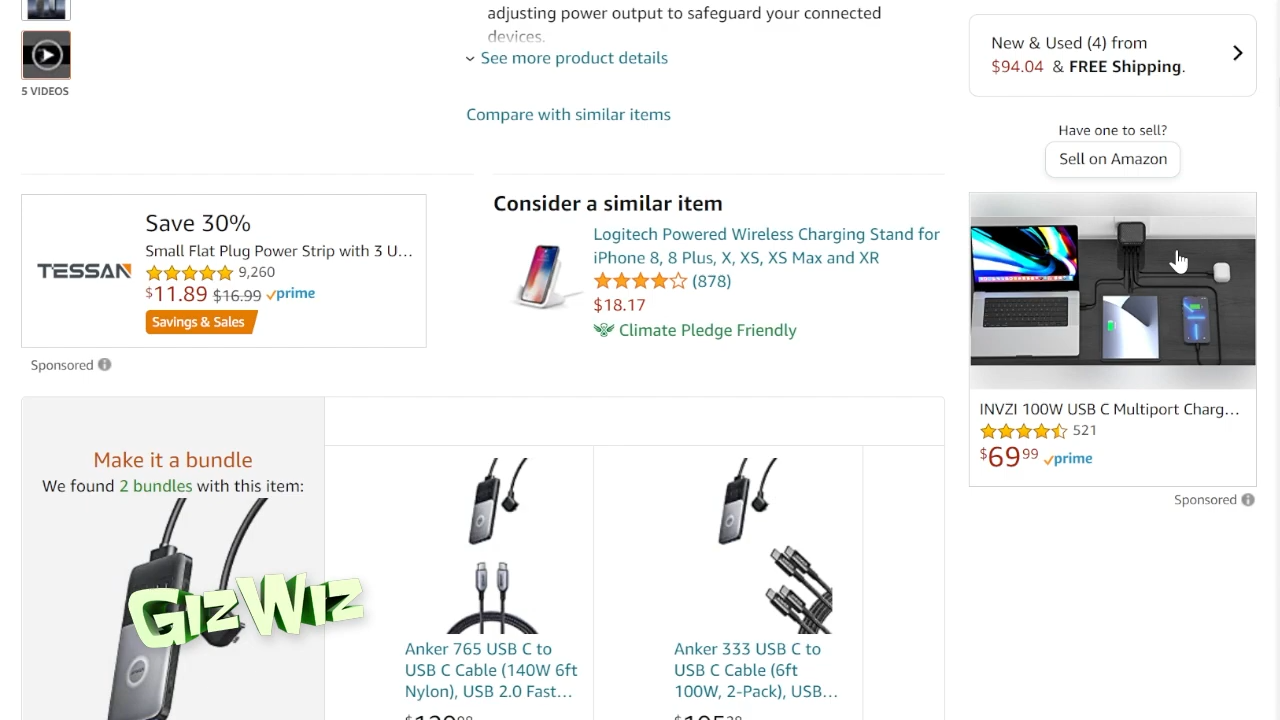 adjusting power output to safeguard your connected
devices.
See more product details
5 VIDEOS
Compare with similar items
New & Used (4) from
$94.04 & FREE Shipping.
Have one to sell?
Sell on Amazon
TESSAN
Save 30%
Small Flat Plug Power Strip with 3 U...
9,260
$11.89 $16.99 prime
Savings & Sales
Sponsored
Consider a similar item
Logitech Powered Wireless Charging Stand for
iPhone 8, 8 Plus, X, XS, XS Max and XR
(878)
$18.17
Climate Pledge Friendly
INVZI 100W USB C Multiport Charg...
521
$69 99 prime
Sponsored
Make it a bundle
We found 2 bundles with this item:
GizWiz
Anker 765 USB C to
USB C Cable (140W 6ft
Nylon), USB 2.0 Fast...
Anker 333 USB C to
USB C Cable (6ft
100W, 2-Pack), USB...